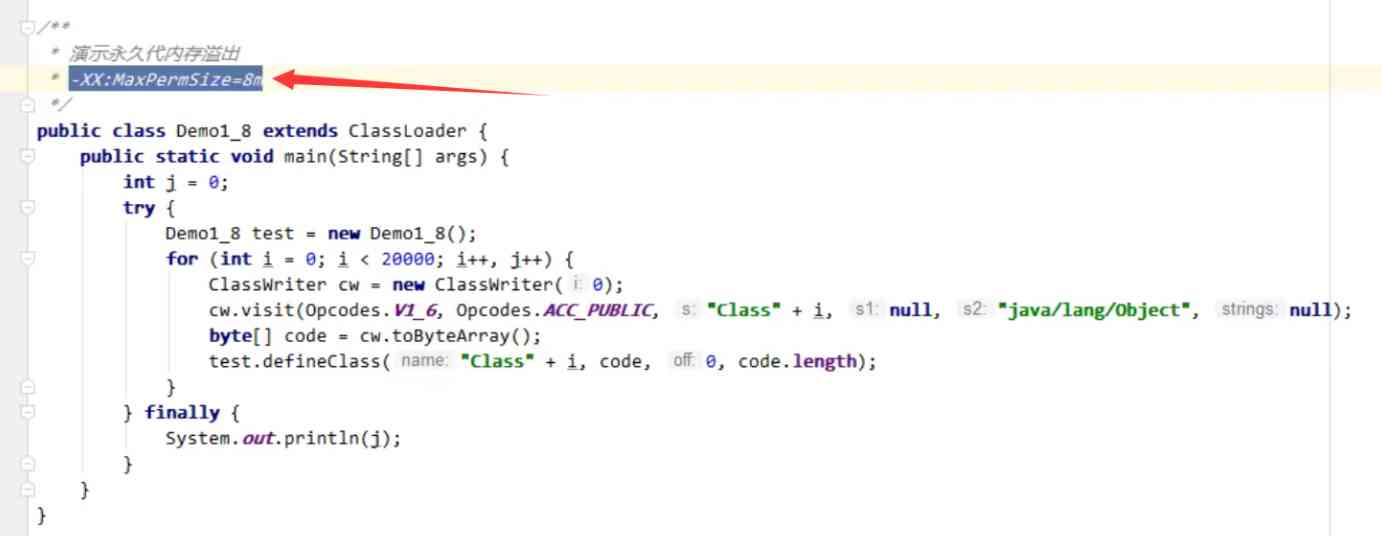 /**
* 演示永久代内存溢出
* -XX:MaxPermSize=8m
*/
public class Demo1_8 extends ClassLoader {
public static void main(String[] args) {
int j = 0;
try {
Demo1_8 test = new Demo1_8();
for (int i = 0; i < 20000; i++, j++) {
ClassWriter cw = new ClassWriter( i: 0);
cw.visit(Opcodes.V1_6, Opcodes.ACC_PUBLIC, s: "Class" + i, s1: null, s2: "java/lang/Object", strings: null);
byte[] code = cw.toByteArray();
test.defineClass( name: "Class" + i, code, off: 0, code.length);
}
} finally {
System.out.println(j);
}
}
}